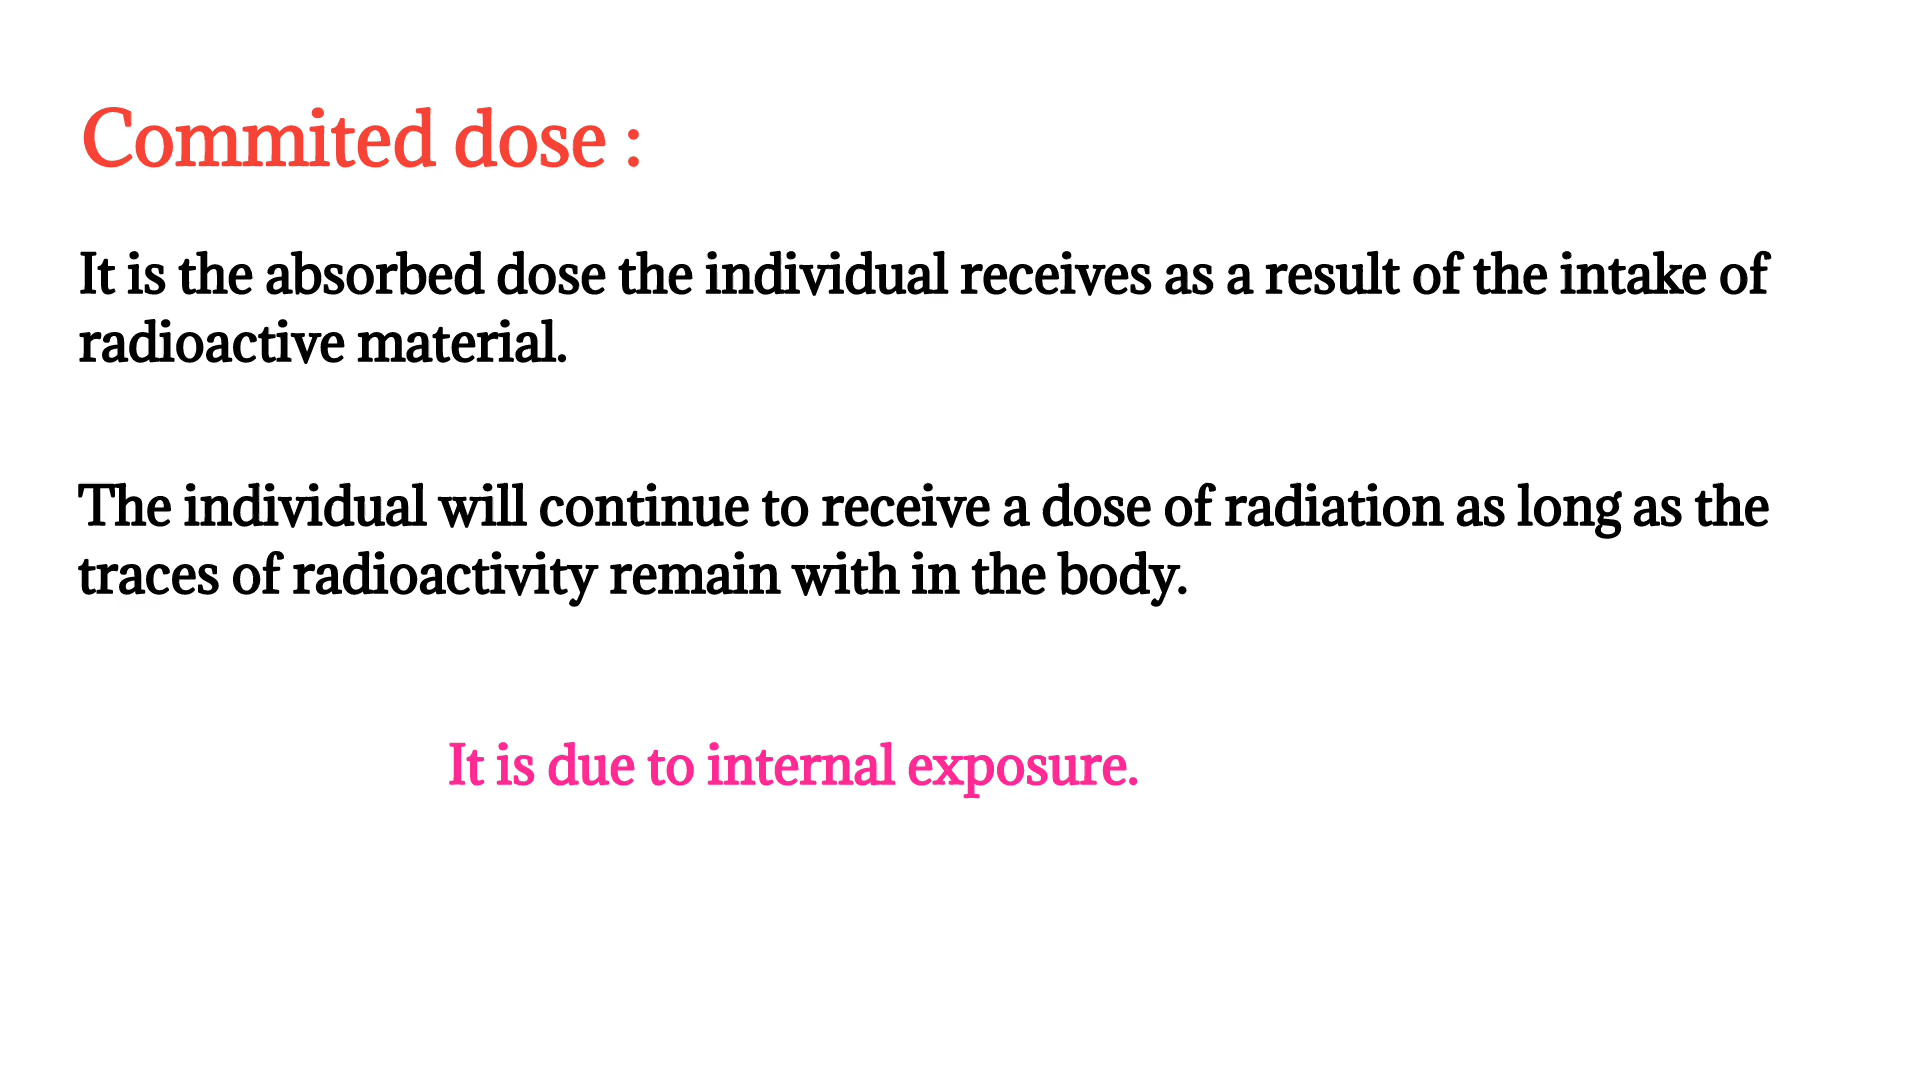 Commited dose :
It is the absorbed dose the individual receives as a result of the intake of
radioactive material.
The individual will continue to receive a dose of radiation as long as the
traces of radioactivity remain with in the body.
It is due to internal exposure.